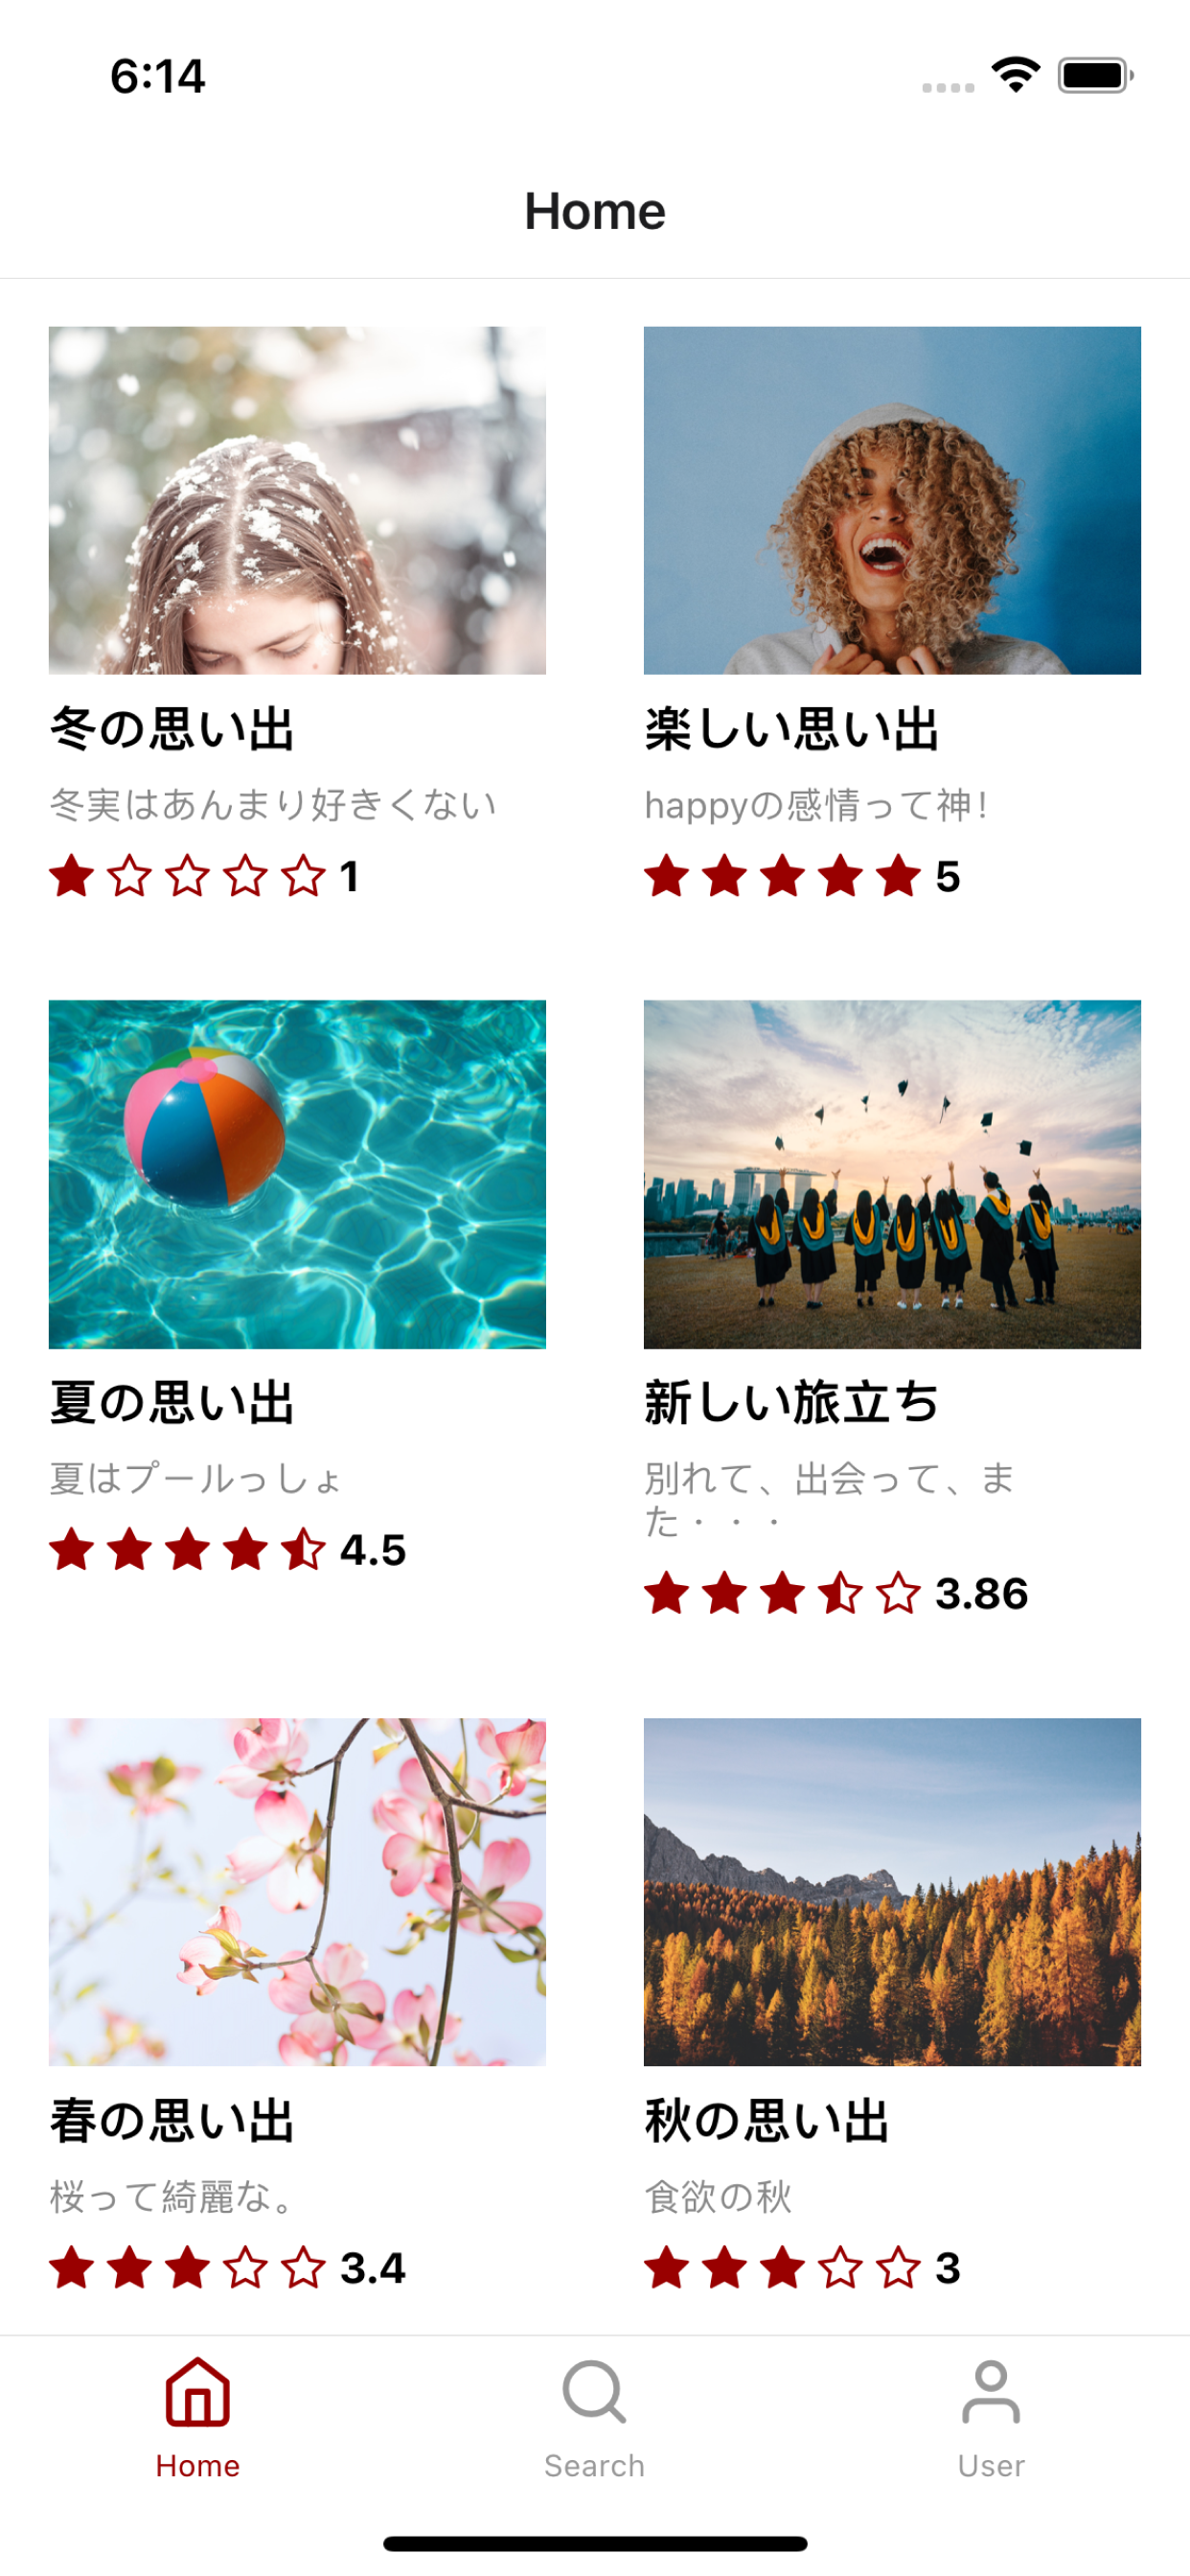 6:14
Home
冬の思い出
冬実はあんまり好きくない
1
楽しい思い出
happyの感情って神!
5
夏の思い出
夏はプールっしょ
4.5
新しい旅立ち
別れて、出会って、ま
た・・・
3.86
春の思い出
桜って綺麗な。
3.4
秋の思い出
食欲の秋
3
Home
Search
User